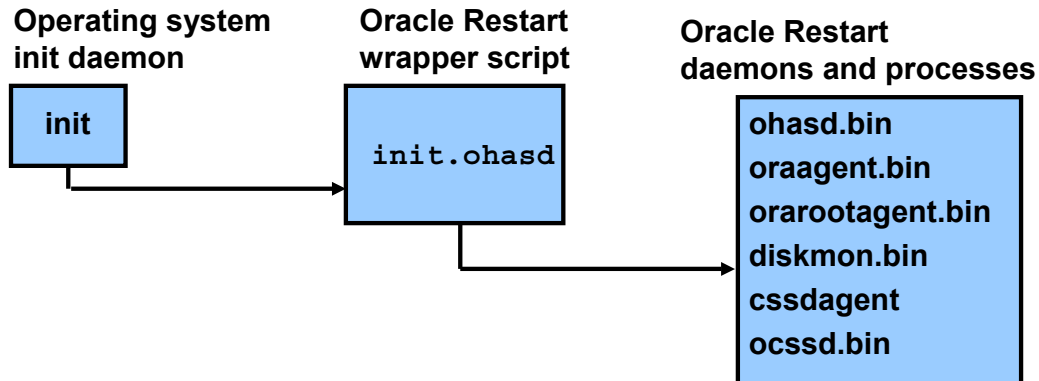 Operating system
init daemon
Oracle Restart
wrapper script
Oracle Restart
daemons and processes
init
init.ohasd
ohasd.bin
oraagent.bin
orarootagent.bin
diskmon.bin
cssdagent
ocssd.bin